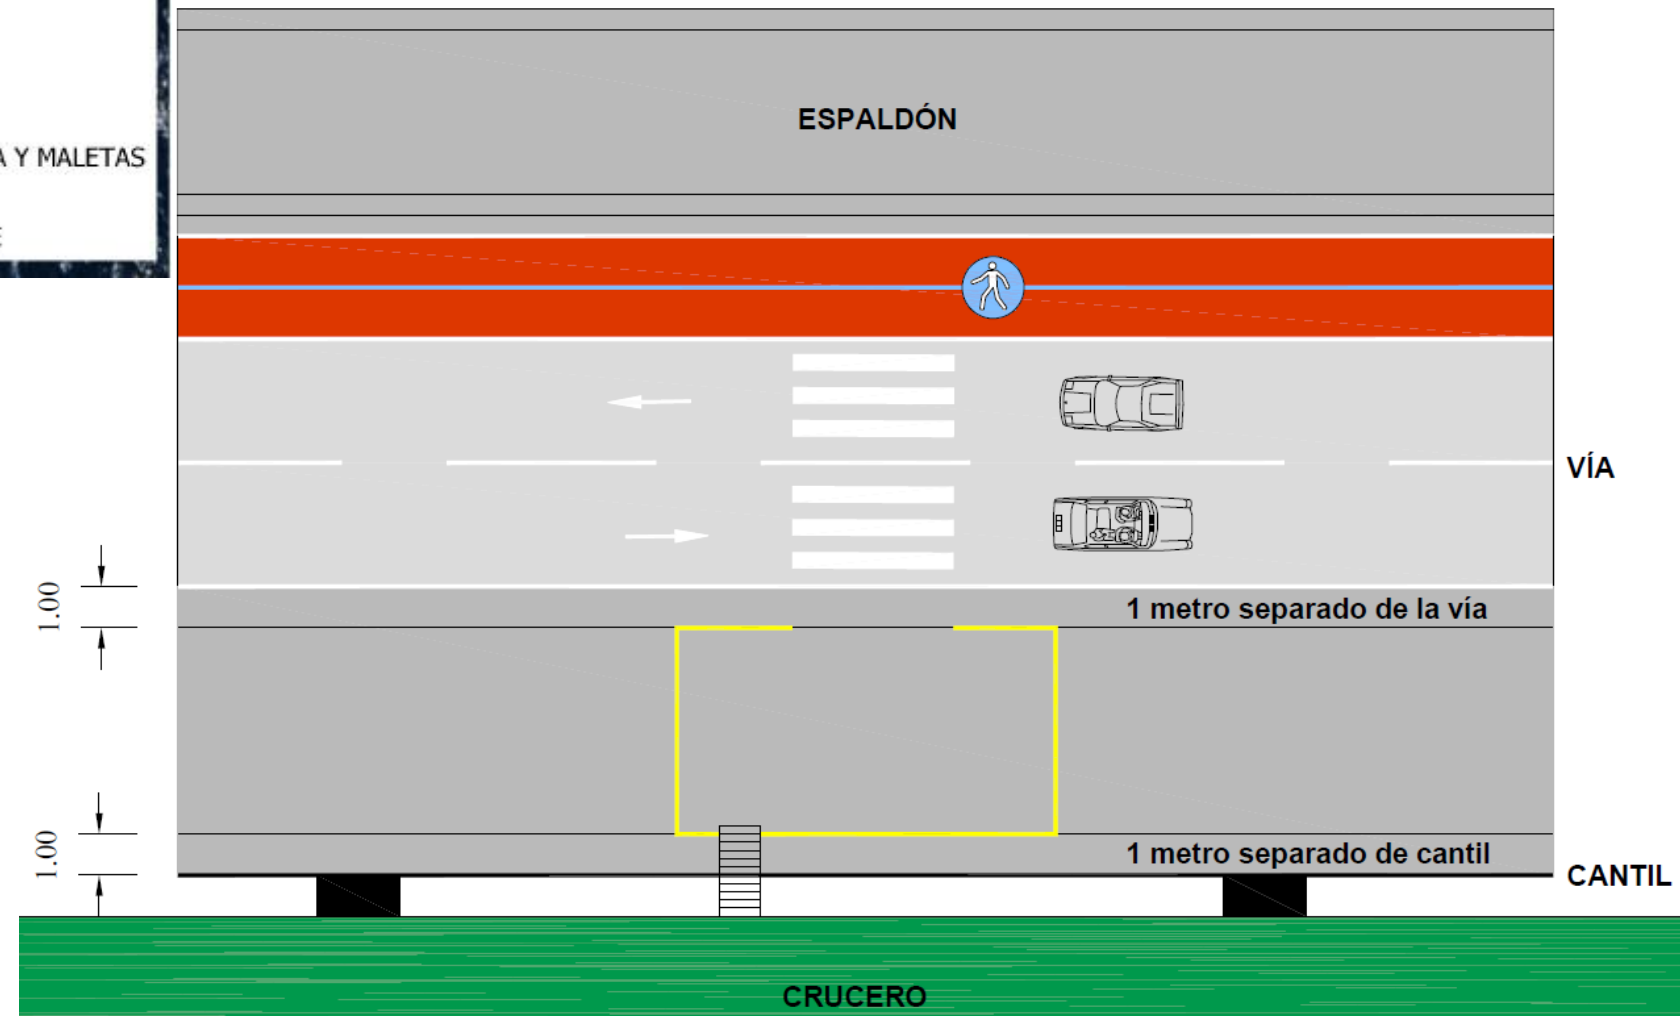 A Y MALETAS
ESPALDÓN
VÍA
1.00
1 metro separado de la vía
1.00
1 metro separado de cantil
CANTIL
CRUCERO